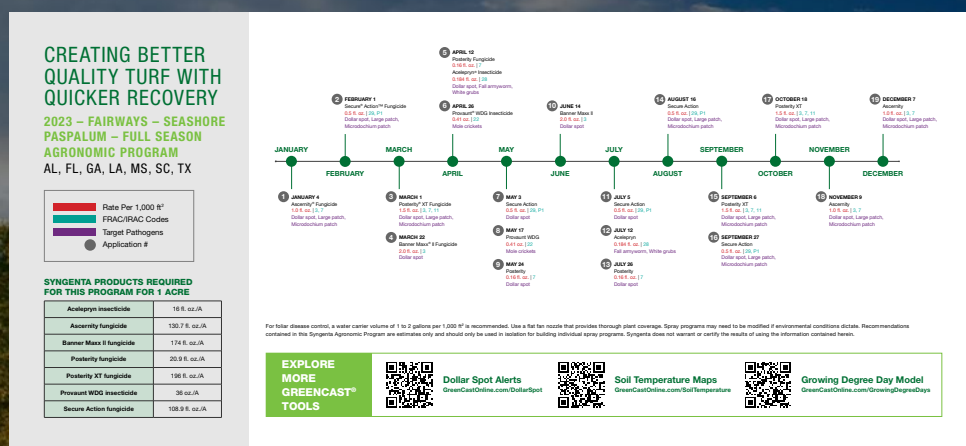 CREATING BETTER
QUALITY TURF WITH
QUICKER RECOVERY
2023 – FAIRWAYS – SEASHORE
PASPALUM – FULL SEASON
AGRONOMIC PROGRAM
AL, FL, GA, LA, MS, SC, TX
Rate Per 1,000 ft²
FRAC/IRAC Codes
Target Pathogens
Application #
SYNGENTA PRODUCTS REQUIRED
FOR THIS PROGRAM FOR 1 ACRE
Acelepryn insecticide 16 fl. oz./A
Ascernity fungicide 130.7 fl. oz./A
Banner Maxx II fungicide 174 fl. oz./A
Posterity fungicide 20.9 fl. oz./A
Posterity XT fungicide 196 fl. oz./A
Provaunt WDG insecticide 36 oz./A
Secure Action fungicide 108.9 fl. oz./A
5 APRIL 12
Posterity Fungicide
0.16 fl. oz. | 7
Acelepryn® Insecticide
0.184 fl. oz. | 28
Dollar spot, Fall armyworm,
White grubs
2 FEBRUARY 1
Secure® Action™ Fungicide
0.5 fl. oz. | 29, P1
Dollar spot, Large patch,
Microdochium patch
6 APRIL 26
Provaunt® WDG Insecticide
0.41 oz. | 22
Mole crickets
10 JUNE 14
Banner Maxx II
2.0 fl. oz. | 3
Dollar spot
14 AUGUST 16
Secure Action
0.5 fl. oz. | 29, P1
Dollar spot, Large patch,
Microdochium patch
17 OCTOBER 18
Posterity XT
1.5 fl. oz. | 3, 7, 11
Dollar spot, Large patch,
Microdochium patch
19 DECEMBER 7
Ascernity
1.0 fl. oz. | 3, 7
Dollar spot, Large patch,
Microdochium patch
JANUARY MARCH MAY JULY SEPTEMBER NOVEMBER
FEBRUARY APRIL JUNE AUGUST OCTOBER DECEMBER
1 JANUARY 4
Ascernity® Fungicide
1.0 fl. oz. | 3, 7
Dollar spot, Large patch,
Microdochium patch
3 MARCH 1
Posterity® XT Fungicide
1.5 fl. oz. | 3, 7, 11
Dollar spot, Large patch,
Microdochium patch
4 MARCH 22
Banner Maxx® II Fungicide
2.0 fl. oz. | 3
Dollar spot
7 MAY 3
Secure Action
0.5 fl. oz. | 29, P1
Dollar spot
8 MAY 17
Provaunt WDG
0.41 oz. | 22
Mole crickets
9 MAY 24
Posterity
0.16 fl. oz. | 7
Dollar spot
11 JULY 5
Secure Action
0.5 fl. oz. | 29, P1
Dollar spot
12 JULY 12
Acelepryn
0.184 fl. oz. | 28
Fall armyworm, White grubs
13 JULY 26
Posterity
0.16 fl. oz. | 7
Dollar spot
15 SEPTEMBER 6
Posterity XT
1.5 fl. oz. | 3, 7, 11
Dollar spot, Large patch,
Microdochium patch
16 SEPTEMBER 27
Secure Action
0.5 fl. oz. | 29, P1
Dollar spot, Large patch,
Microdochium patch
18 NOVEMBER 9
Ascernity
1.0 fl. oz. | 3, 7
Dollar spot, Large patch,
Microdochium patch
For foliar disease control, a water carrier volume of 1 to 2 gallons per 1,000 ft² is recommended. Use a flat fan nozzle that provides thorough plant coverage. Spray programs may need to be modified if environmental conditions dictate. Recommendations
contained in this Syngenta Agronomic Program are estimates only and should only be used in isolation for building individual spray programs. Syngenta does not warrant or certify the results of using the information contained herein.
EXPLORE
MORE
GREENCAST®
TOOLS
Dollar Spot Alerts
GreenCastOnline.com/DollarSpot
Soil Temperature Maps
GreenCastOnline.com/SoilTemperature
Growing Degree Day Model
GreenCastOnline.com/GrowingDegreeDays